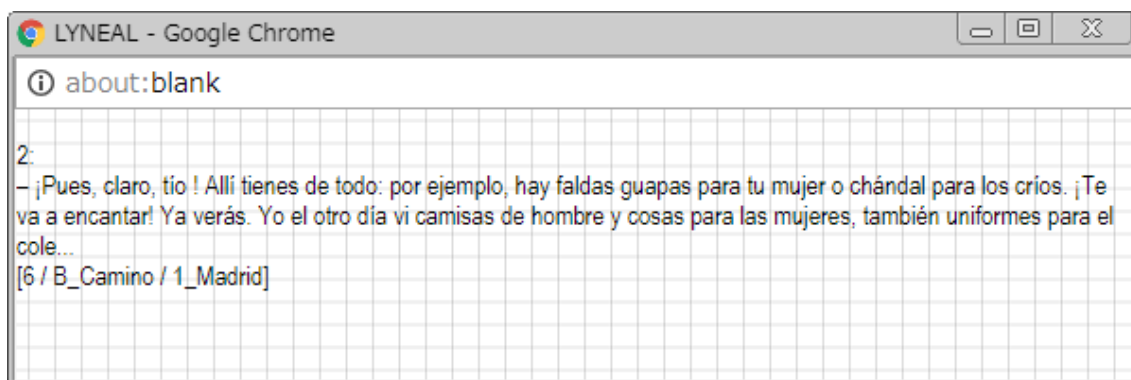 LYNEAL - Google Chrome
about:blank
2:
– ¡Pues, claro, tío ! Allí tienes de todo: por ejemplo, hay faldas guapas para tu mujer o chándal para los críos. ¡Te
va a encantar! Ya verás. Yo el otro día vi camisas de hombre y cosas para las mujeres, también uniformes para el
cole...
[6 / B_Camino / 1_Madrid]